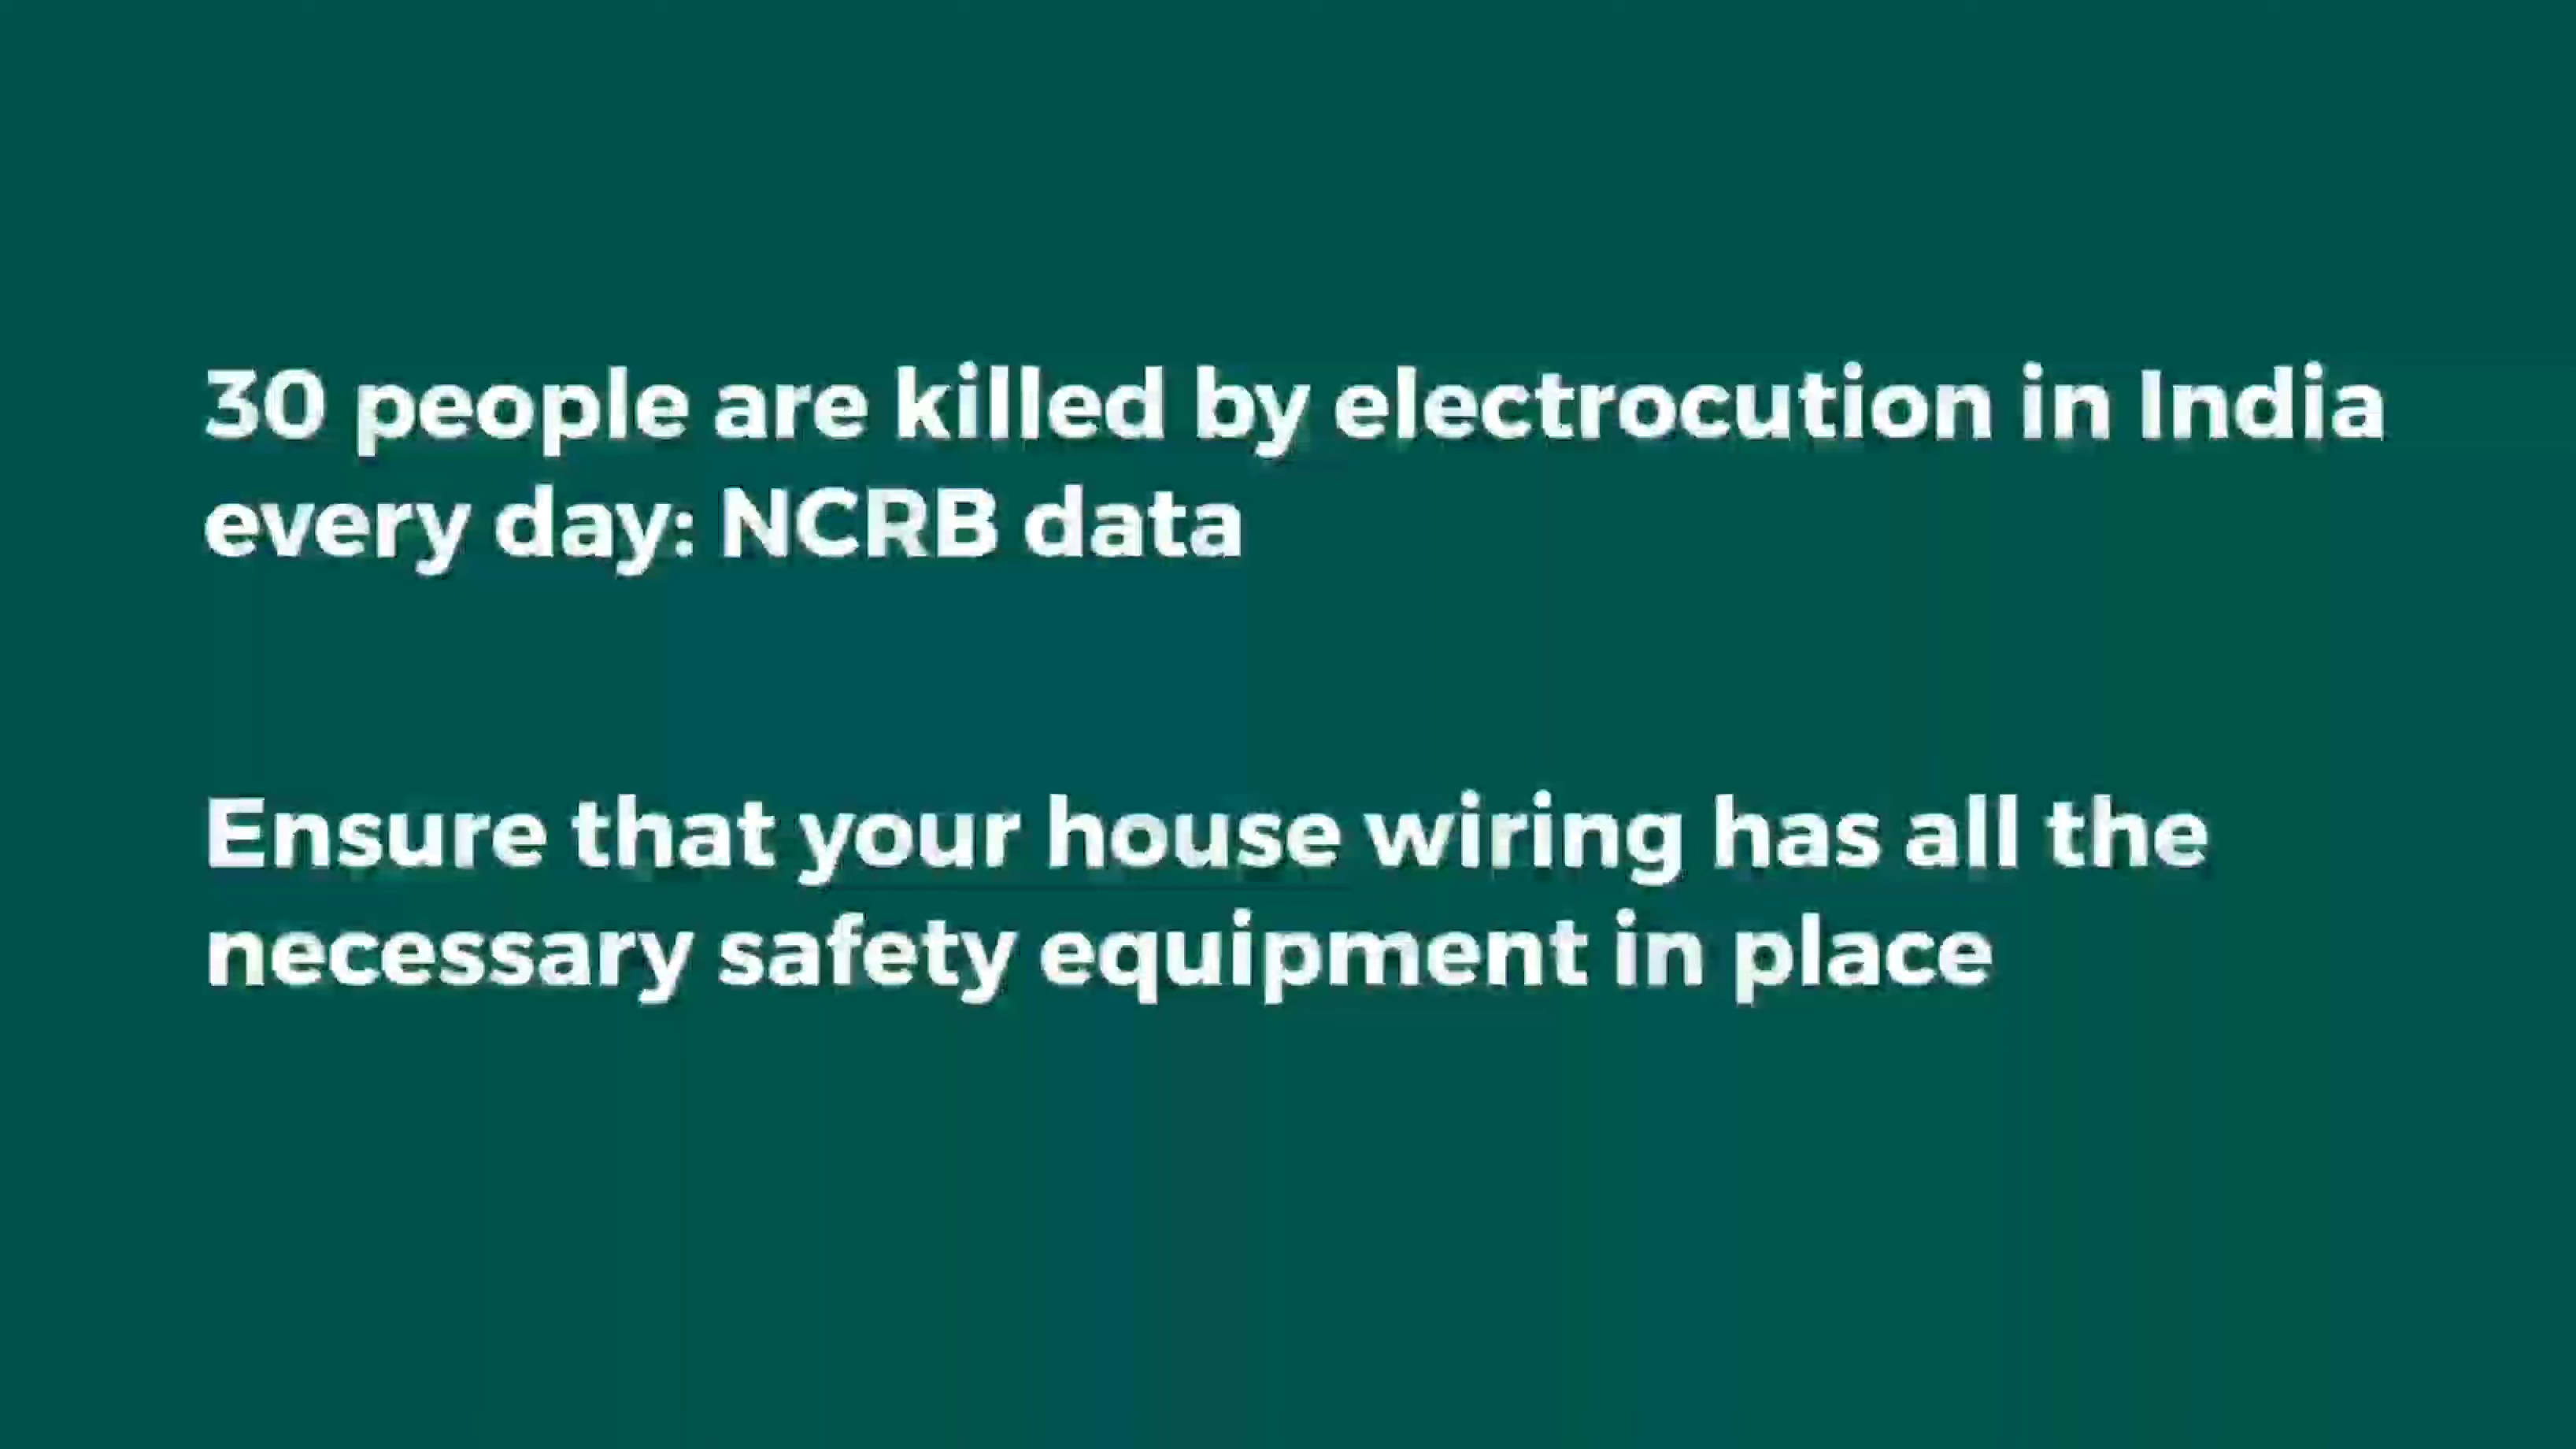 30 people are killed by electrocution in India
every day: NCRB data
Ensure that your house wiring has all the
necessary safety equipment in place